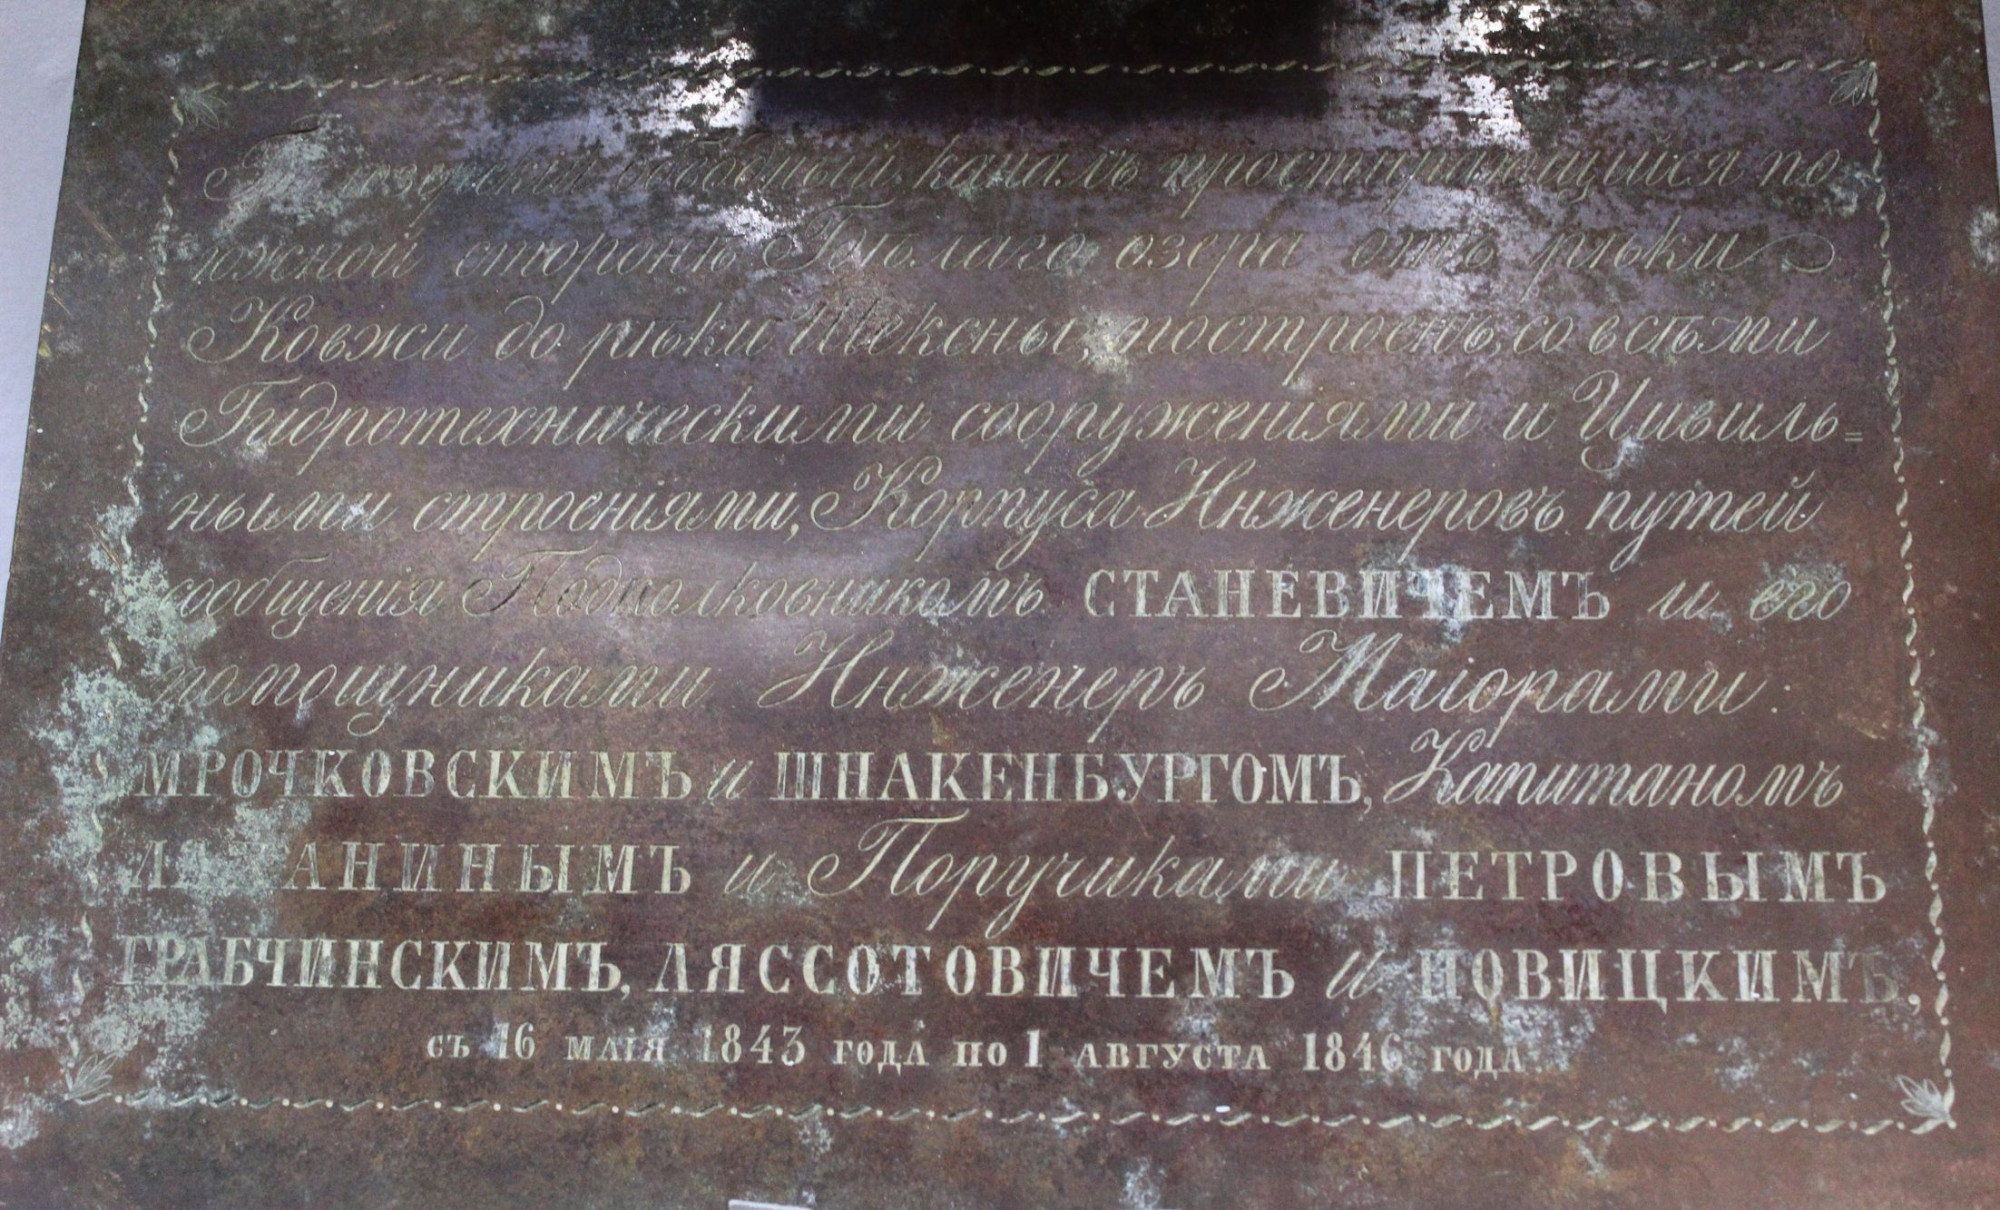 Бѣлозерскій обводный каналъ простирающійся по
южной сторонѣ Бѣлаго озера отъ рѣки
Ковжи до рѣки Шексны, построенъ, со всѣми
Гидротехническими сооруженіями и Цивиль=
ными строеніями, Корпуса Инженеровъ путей
сообщенія Подполковникомъ СТАНЕВИЧЕМЪ и его
помощниками Инженеръ Маіорами
МРОЧКОВСКИМЪ и ШНАКЕНБУРГОМЪ, Капитаномъ
и Поручиками ПЕТРОВЫМЪ
ГРАБЧИНСКИМЪ, ЛЯССОТОВИЧЕМЪ и НОВИЦКИМЪ,
съ 16 маія 1843 года по 1 августа 1846 года.